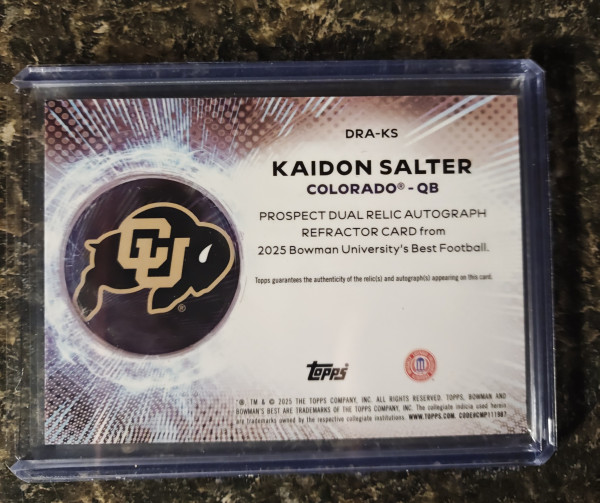 DRA-KS
KAIDON SALTER
COLORADO® - QB
PROSPECT DUAL RELIC AUTOGRAPH
REFRACTOR CARD from
2025 Bowman University's Best Football.
Topps guarantees the authenticity of the relic(s) and autograph(s) appearing on this card.
CU
®
topps®
®, TM & © 2025 THE TOPPS COMPANY, INC. ALL RIGHTS RESERVED. TOPPS, BOWMAN AND
BOWMAN'S BEST ARE TRADEMARKS OF THE TOPPS COMPANY, INC. The collegiate indicia used herein
are trademarks owned by the respective collegiate institutions. WWW.TOPPS.COM. CODE#CMP111987